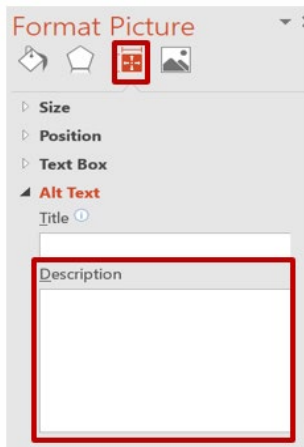 Format Picture
Size
Position
Text Box
Alt Text
Title
Description